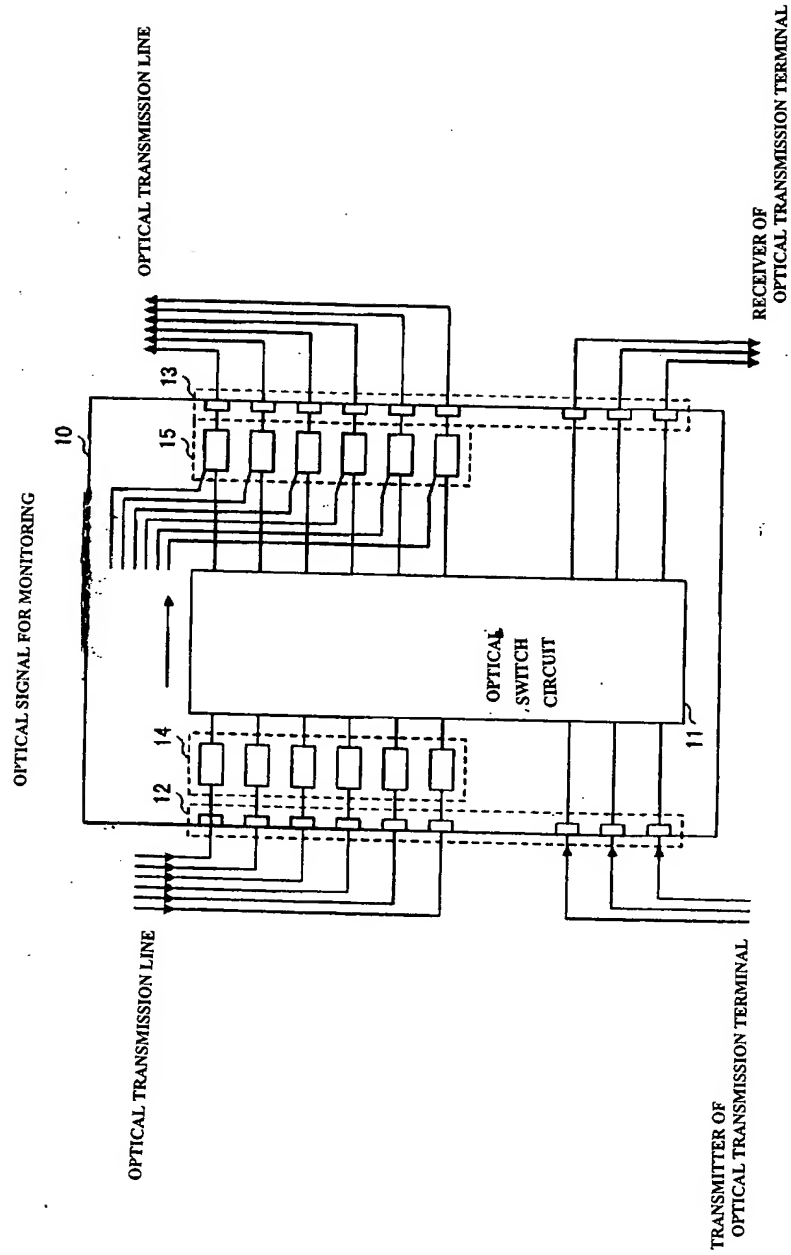 OPTICAL SIGNAL FOR MONITORING
OPTICAL TRANSMISSION LINE
OPTICAL TRANSMISSION LINE
10
12
14
15
13
OPTICAL
SWITCH
CIRCUIT
11
TRANSMITTER OF
OPTICAL TRANSMISSION TERMINAL
RECEIVER OF
OPTICAL TRANSMISSION TERMINAL